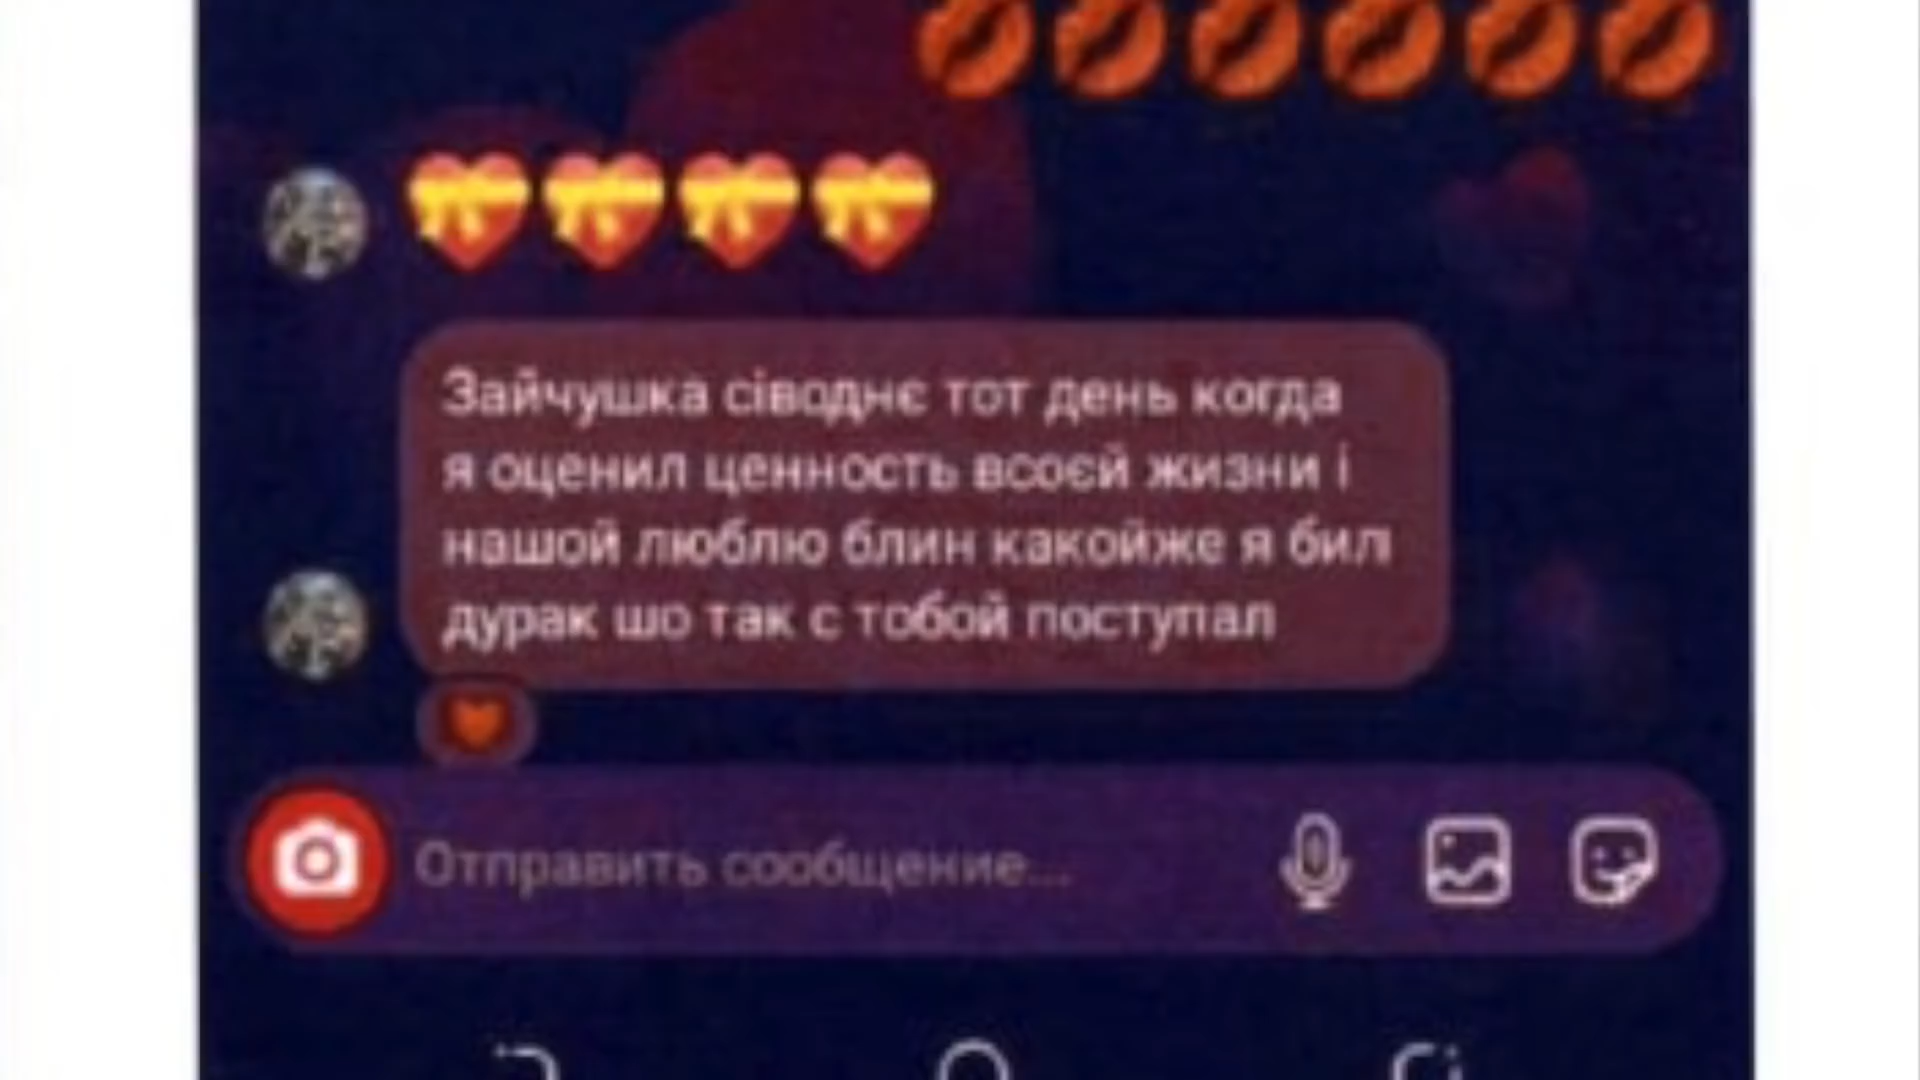 Зайчушка сіводнє тот день когда
я оценил ценность всоєй жизни і
нашой люблю блин какойже я бил
дурак шо так с тобой поступал
Отправить сообщение...